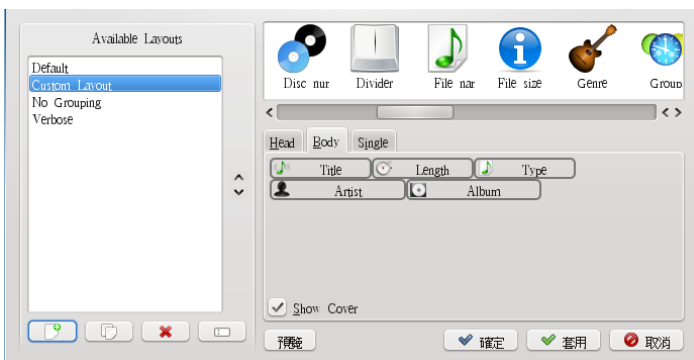 Available Layouts
Default
Custom Layout
No Grouping
Verbose
Disc nur
Divider
File nar
File size
Genre
Group
Head
Body
Single
Title
Length
Type
Artist
Album
Show Cover
預覽
確定
套用
取消